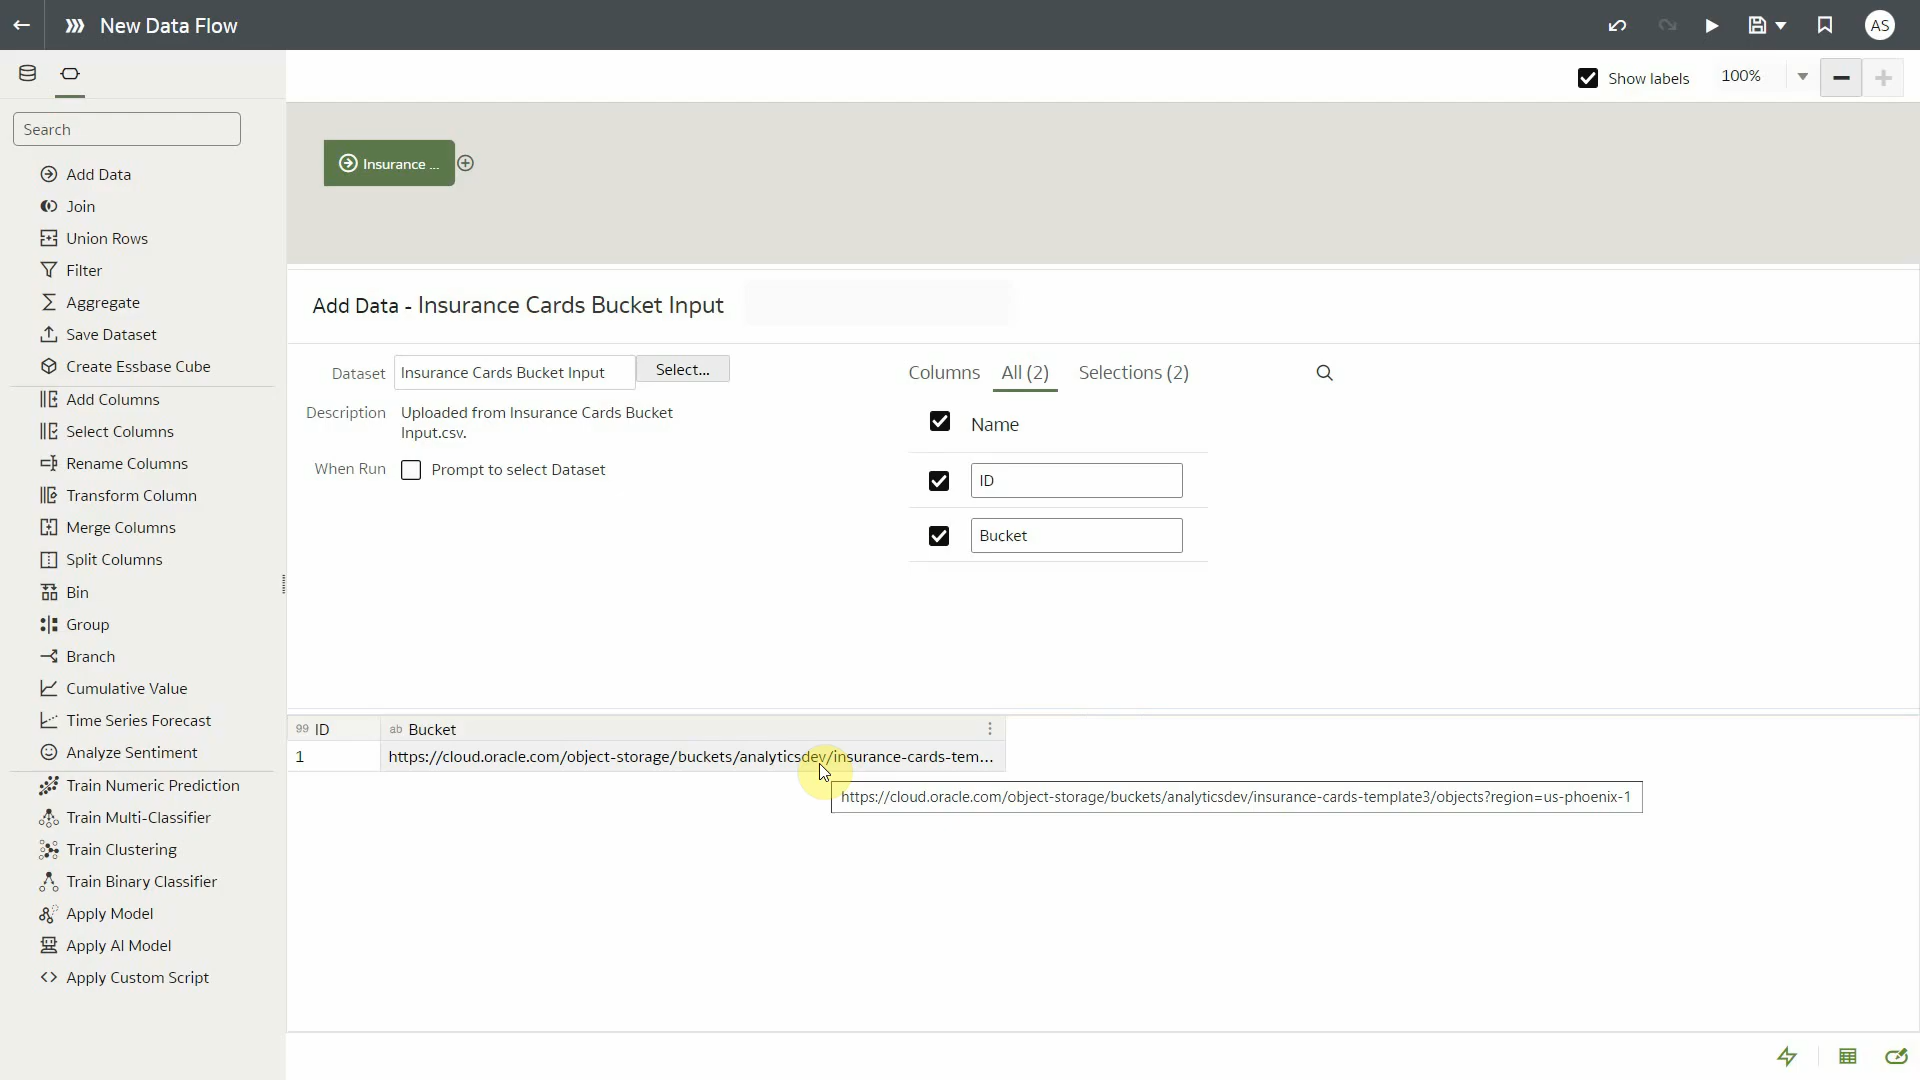 New Data Flow
AS
Show labels
100%
Search
Add Data
Join
Union Rows
Filter
Aggregate
Save Dataset
Create Essbase Cube
Add Columns
Select Columns
Rename Columns
Transform Column
Merge Columns
Split Columns
Bin
Group
Branch
Cumulative Value
Time Series Forecast
Analyze Sentiment
Train Numeric Prediction
Train Multi-Classifier
Train Clustering
Train Binary Classifier
Apply Model
Apply AI Model
Apply Custom Script
Insurance ...
Add Data - Insurance Cards Bucket Input
Dataset Insurance Cards Bucket Input Select...
Description Uploaded from Insurance Cards Bucket
Input.csv.
When Run Prompt to select Dataset
Columns All (2) Selections (2)
Name
ID
Bucket
99 ID ab Bucket
1 https://cloud.oracle.com/object-storage/buckets/analyticsdev/insurance-cards-tem...
https://cloud.oracle.com/object-storage/buckets/analyticsdev/insurance-cards-template3/objects?region=us-phoenix-1